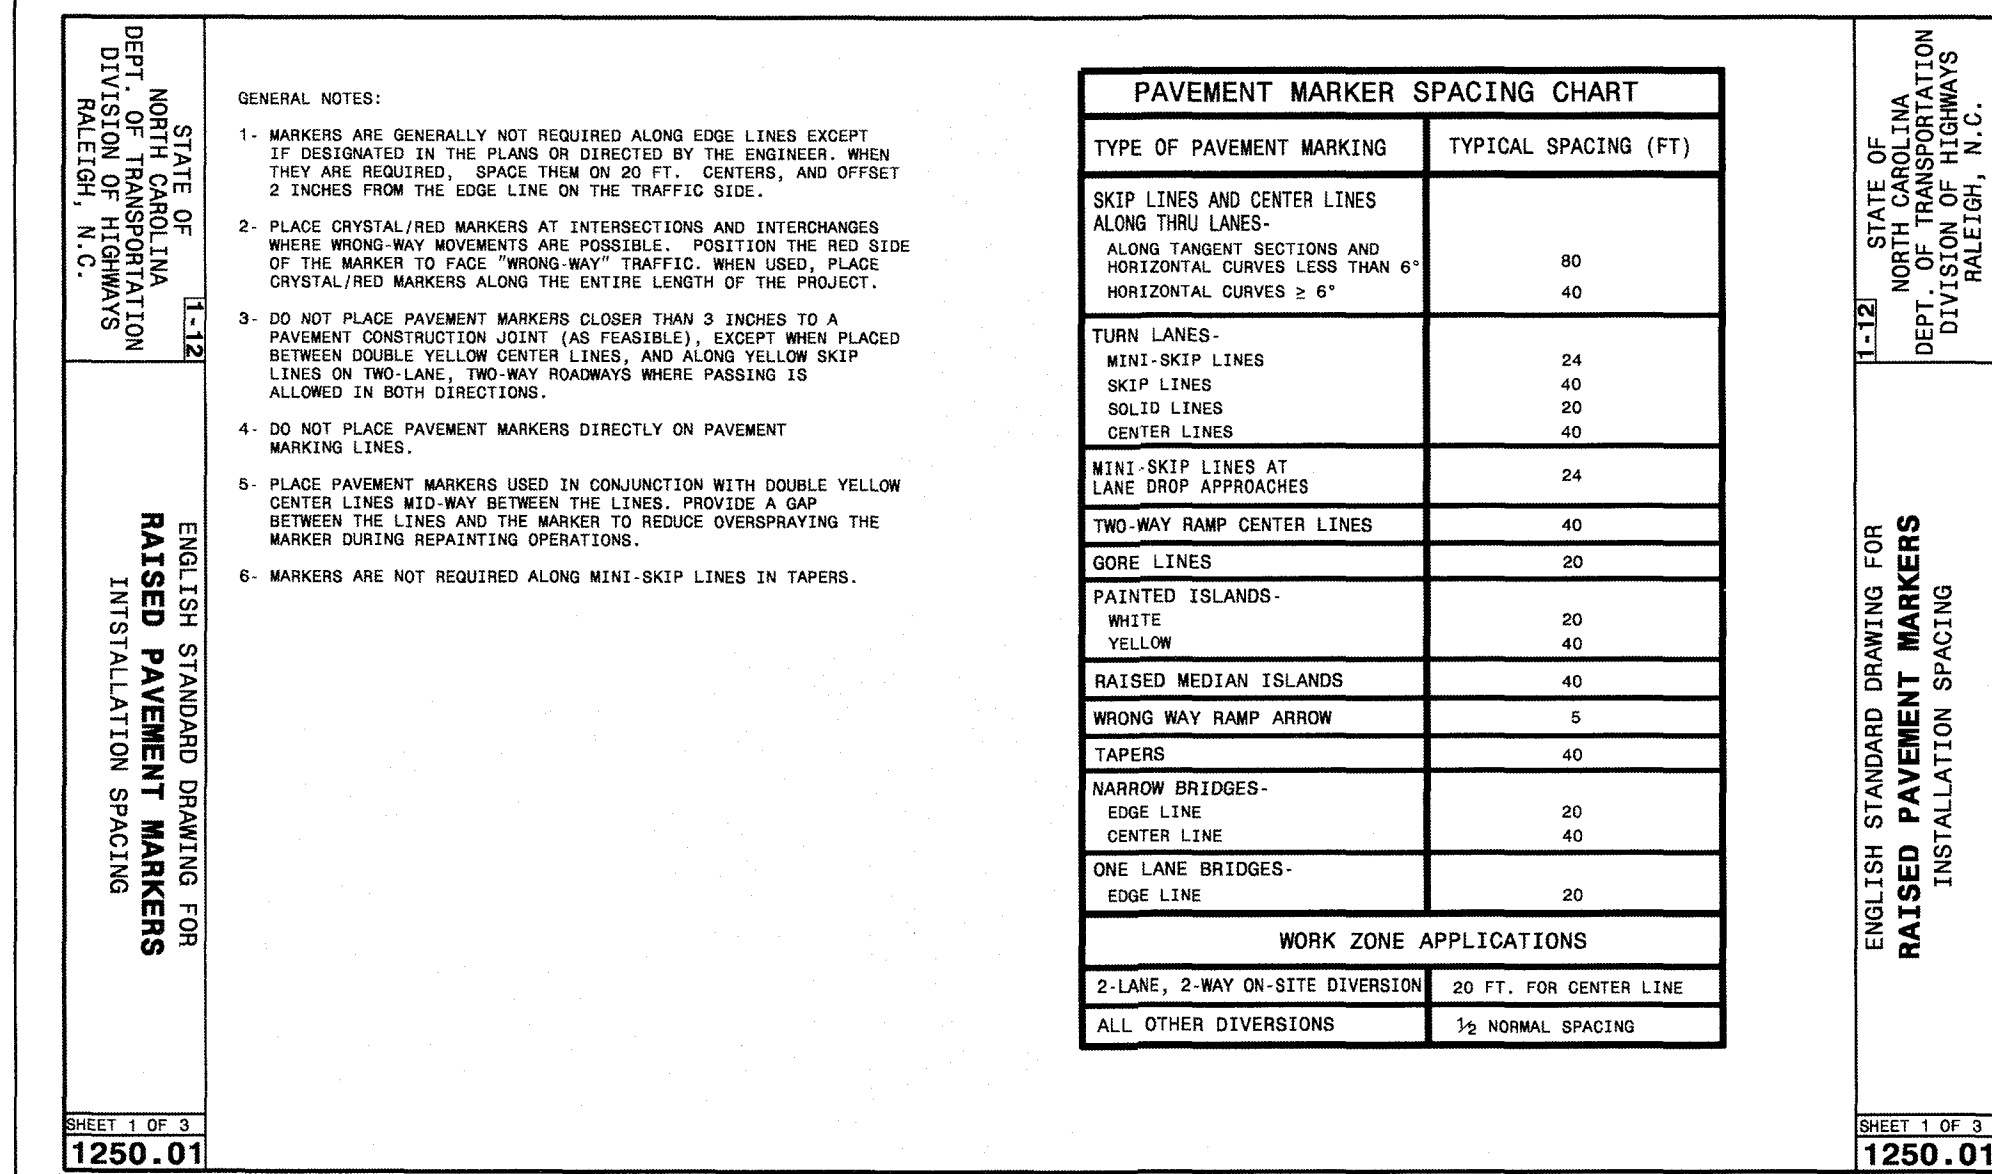 STATE OF
NORTH CAROLINA
DEPT. OF TRANSPORTATION
DIVISION OF HIGHWAYS
RALEIGH, N.C.
1-12
ENGLISH STANDARD DRAWING FOR
RAISED PAVEMENT MARKERS
INTSTALLATION SPACING
SHEET 1 OF 3
1250.01
GENERAL NOTES:
1- MARKERS ARE GENERALLY NOT REQUIRED ALONG EDGE LINES EXCEPT
IF DESIGNATED IN THE PLANS OR DIRECTED BY THE ENGINEER. WHEN
THEY ARE REQUIRED, SPACE THEM ON 20 FT. CENTERS, AND OFFSET
2 INCHES FROM THE EDGE LINE ON THE TRAFFIC SIDE.
2- PLACE CRYSTAL/RED MARKERS AT INTERSECTIONS AND INTERCHANGES
WHERE WRONG-WAY MOVEMENTS ARE POSSIBLE. POSITION THE RED SIDE
OF THE MARKER TO FACE "WRONG-WAY" TRAFFIC. WHEN USED, PLACE
CRYSTAL/RED MARKERS ALONG THE ENTIRE LENGTH OF THE PROJECT.
3- DO NOT PLACE PAVEMENT MARKERS CLOSER THAN 3 INCHES TO A
PAVEMENT CONSTRUCTION JOINT (AS FEASIBLE), EXCEPT WHEN PLACED
BETWEEN DOUBLE YELLOW CENTER LINES, AND ALONG YELLOW SKIP
LINES ON TWO-LANE, TWO-WAY ROADWAYS WHERE PASSING IS
ALLOWED IN BOTH DIRECTIONS.
4- DO NOT PLACE PAVEMENT MARKERS DIRECTLY ON PAVEMENT
MARKING LINES.
5- PLACE PAVEMENT MARKERS USED IN CONJUNCTION WITH DOUBLE YELLOW
CENTER LINES MID-WAY BETWEEN THE LINES. PROVIDE A GAP
BETWEEN THE LINES AND THE MARKER TO REDUCE OVERSPRAYING THE
MARKER DURING REPAINTING OPERATIONS.
6- MARKERS ARE NOT REQUIRED ALONG MINI-SKIP LINES IN TAPERS.
PAVEMENT MARKER SPACING CHART
TYPE OF PAVEMENT MARKING TYPICAL SPACING (FT)
SKIP LINES AND CENTER LINES
ALONG THRU LANES-
ALONG TANGENT SECTIONS AND
HORIZONTAL CURVES LESS THAN 6° 80
HORIZONTAL CURVES ≥ 6° 40
TURN LANES-
MINI-SKIP LINES 24
SKIP LINES 40
SOLID LINES 20
CENTER LINES 40
MINI-SKIP LINES AT
LANE DROP APPROACHES 24
TWO-WAY RAMP CENTER LINES 40
GORE LINES 20
PAINTED ISLANDS-
WHITE 20
YELLOW 40
RAISED MEDIAN ISLANDS 40
WRONG WAY RAMP ARROW 5
TAPERS 40
NARROW BRIDGES-
EDGE LINE 20
CENTER LINE 40
ONE LANE BRIDGES-
EDGE LINE 20
WORK ZONE APPLICATIONS
2-LANE, 2-WAY ON-SITE DIVERSION 20 FT. FOR CENTER LINE
ALL OTHER DIVERSIONS ½ NORMAL SPACING
STATE OF
NORTH CAROLINA
DEPT. OF TRANSPORTATION
DIVISION OF HIGHWAYS
RALEIGH, N.C.
1-12
ENGLISH STANDARD DRAWING FOR
RAISED PAVEMENT MARKERS
INSTALLATION SPACING
SHEET 1 OF 3
1250.01